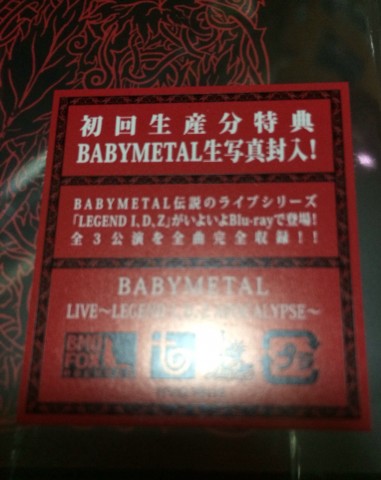 初回生産分特典
BABYMETAL生写真封入!
BABYMETAL伝説のライブシリーズ
「LEGEND I、D、Z」がいよいよBlu-rayで登場!
全3公演を全曲完全収録!!
BABYMETAL
LIVE～LEGEND
ALYPSE～
BMD
FOX